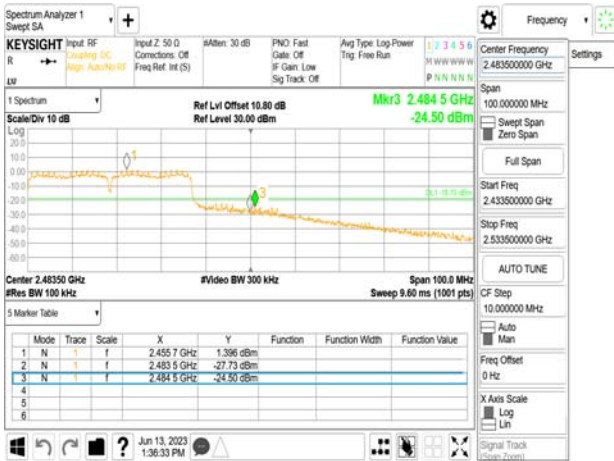 Spectrum Analyzer 1
Swept SA
Frequency
KEYSIGHT
R
Input: RF
Coupling: DC
Align: Auto/No RF
Input Z: 50 Ω
Corrections: Off
Freq Ref: Int (S)
#Atten: 30 dB
PNO: Fast
Gate: Off
IF Gain: Low
Sig Track: Off
Avg Type: Log-Power
Trig: Free Run
1 2 3 4 5 6
M W W W W W
P N N N N N
1 Spectrum
Scale/Div 10 dB
Ref Lvl Offset 10.80 dB
Ref Level 30.00 dBm
Mkr3 2.484 5 GHz
-24.50 dBm
Log
20.0
10.0
0.00
-10.0
-20.0
-30.0
-40.0
-50.0
-60.0
1
3
Center 2.48350 GHz
#Res BW 100 kHz
#Video BW 300 kHz
Span 100.0 MHz
Sweep 9.60 ms (1001 pts)
5 Marker Table
Mode Trace Scale X Y Function Function Width Function Value
1 N 1 f 2.455 7 GHz 1.396 dBm
2 N 1 f 2.483 5 GHz -27.73 dBm
3 N 1 f 2.484 5 GHz -24.50 dBm
4
5
6
Jun 13, 2023
1:36:33 PM
Center Frequency
2.483500000 GHz
Settings
Span
100.000000 MHz
Swept Span
Zero Span
Full Span
Start Freq
2.433500000 GHz
Stop Freq
2.533500000 GHz
AUTO TUNE
CF Step
10.000000 MHz
Auto
Man
Freq Offset
0 Hz
X Axis Scale
Log
Lin
Signal Track
(Span Zoom)